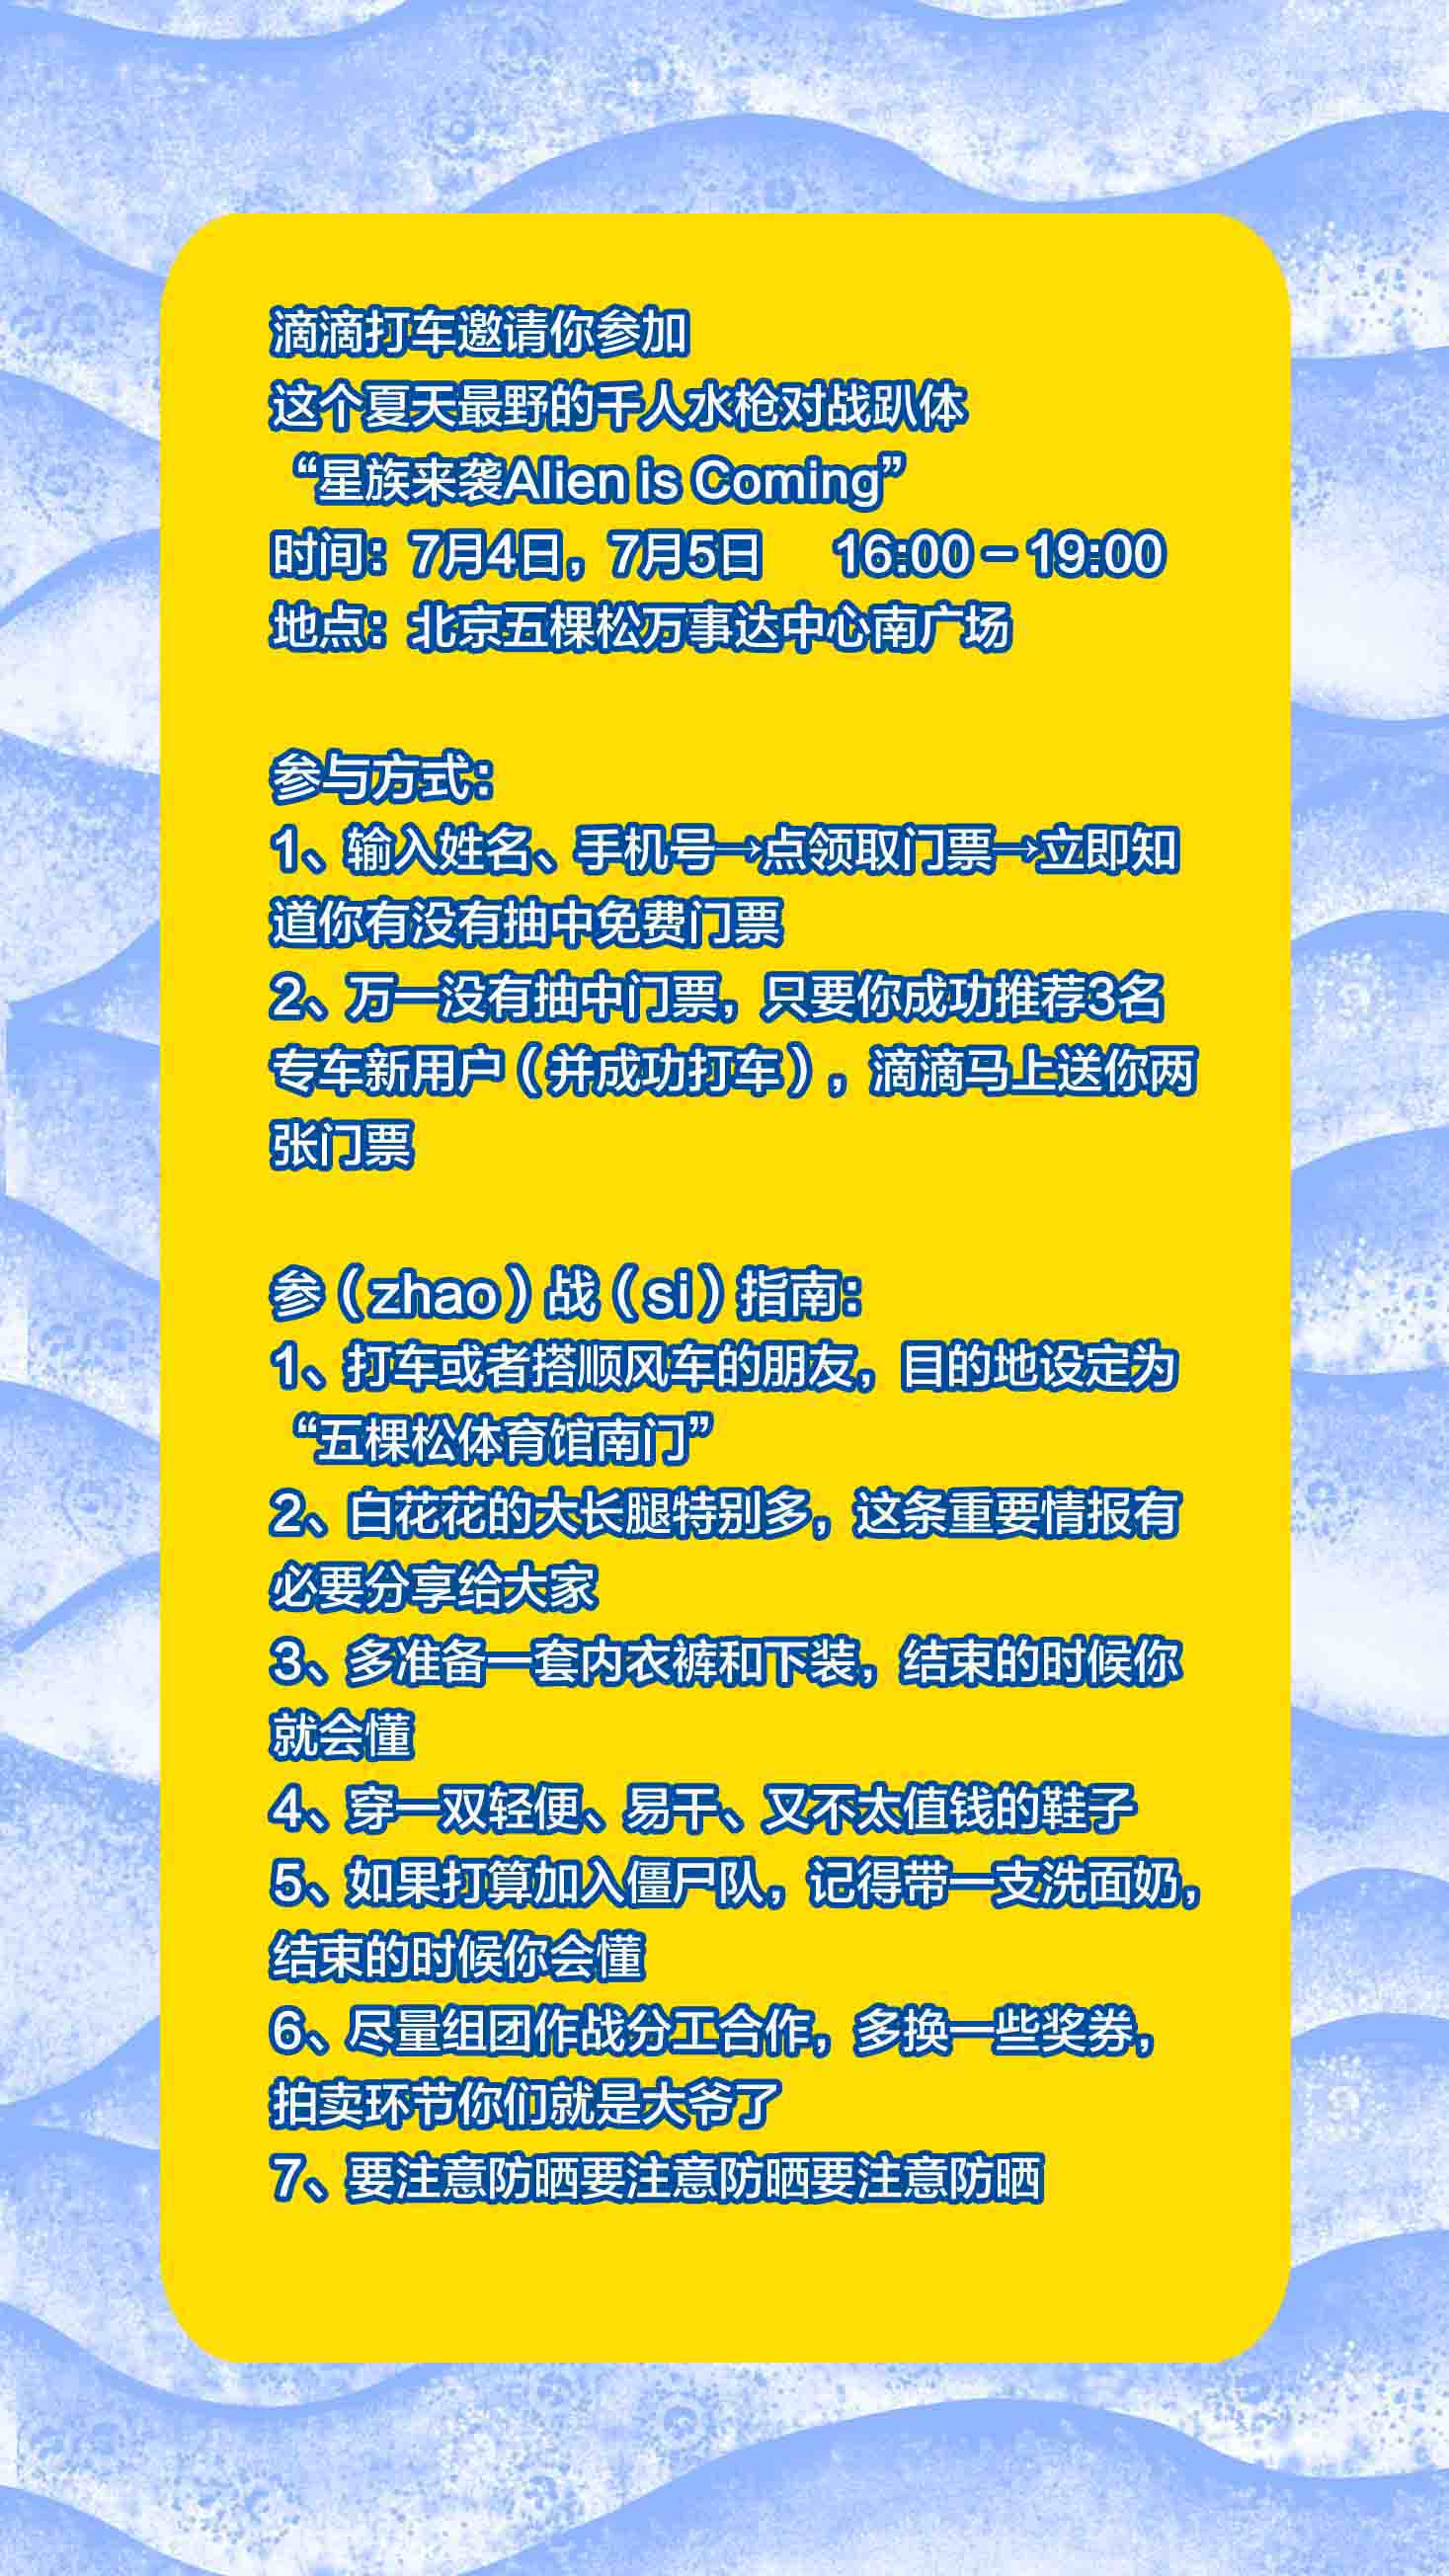 滴滴打车邀请你参加
这个夏天最野的千人水枪对战趴体
“星族来袭Alien is Coming”
时间：7月4日，7月5日 16:00 – 19:00
地点：北京五棵松万事达中心南广场
参与方式：
1、输入姓名、手机号→点领取门票→立即知
道你有没有抽中免费门票
2、万一没有抽中门票，只要你成功推荐3名
专车新用户（并成功打车），滴滴马上送你两
张门票
参（zhao）战（si）指南：
1、打车或者搭顺风车的朋友，目的地设定为
“五棵松体育馆南门”
2、白花花的大长腿特别多，这条重要情报有
必要分享给大家
3、多准备一套内衣裤和下装，结束的时候你
就会懂
4、穿一双轻便、易干、又不太值钱的鞋子
5、如果打算加入僵尸队，记得带一支洗面奶，
结束的时候你会懂
6、尽量组团作战分工合作，多换一些奖券，
拍卖环节你们就是大爷了
7、要注意防晒要注意防晒要注意防晒